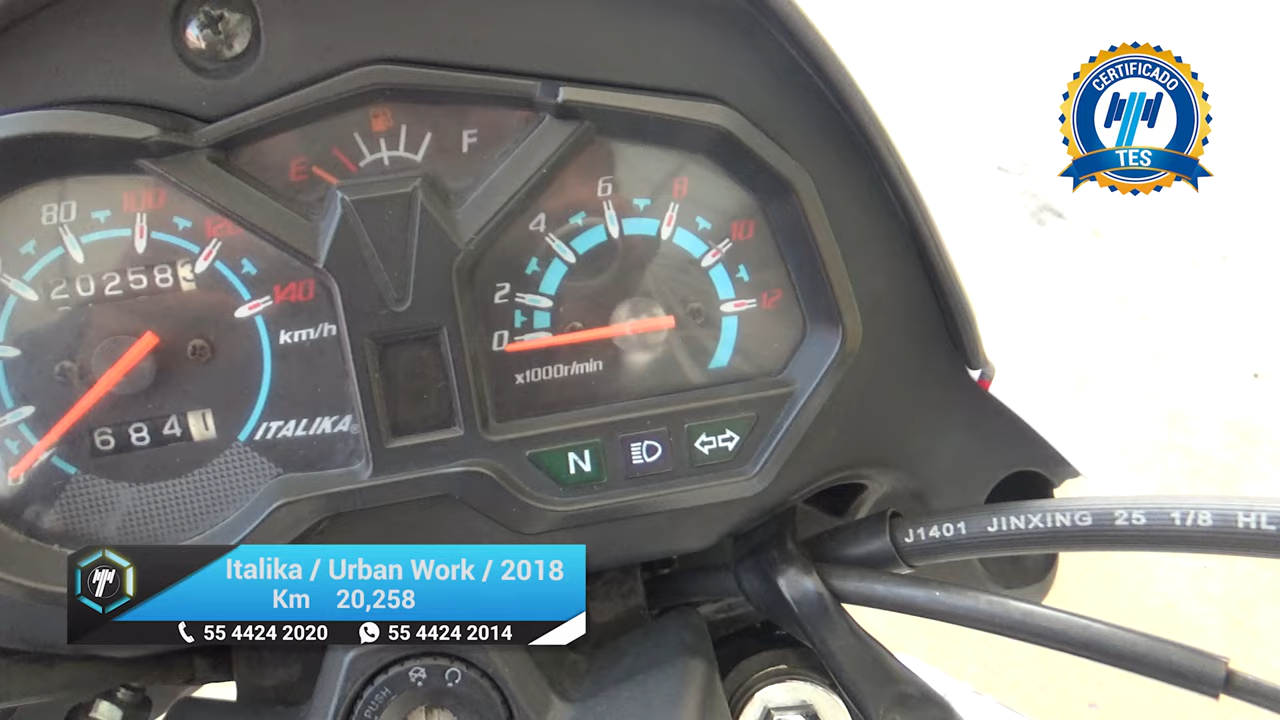 CERTIFICADO
TES
E
F
80
100
120
140
20258
km/h
684
ITALIKA
0
2
4
6
8
10
12
x1000r/min
N
J1401 JINXING 25 1/8 HL
Italika / Urban Work / 2018
Km 20,258
55 4424 2020 55 4424 2014
PUSH